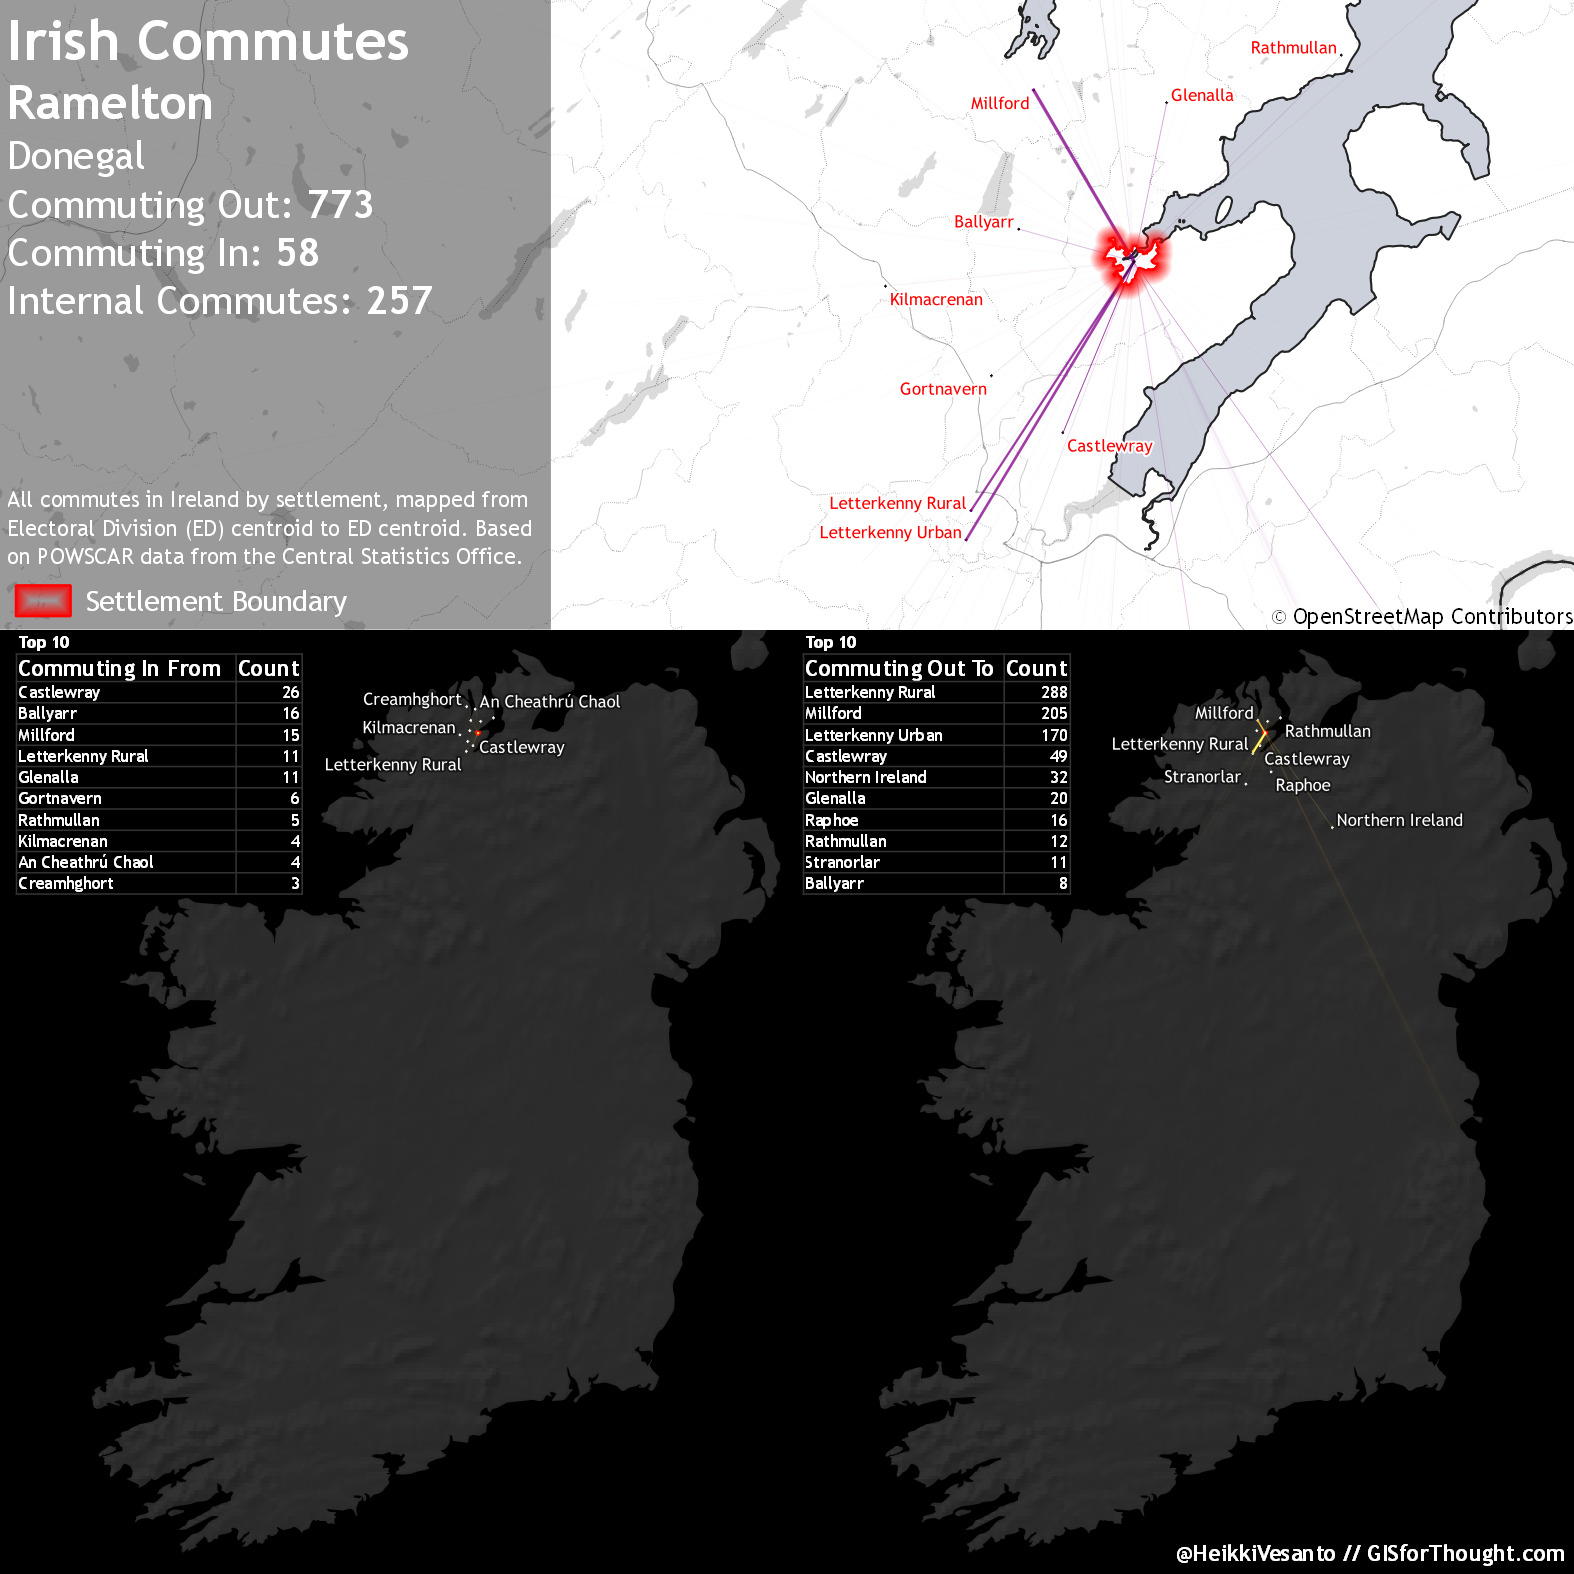 Irish Commutes
Ramelton
Donegal
Commuting Out: 773
Commuting In: 58
Internal Commutes: 257
All commutes in Ireland by settlement, mapped from
Electoral Division (ED) centroid to ED centroid. Based
on POWSCAR data from the Central Statistics Office.
Settlement Boundary
Rathmullan
Glenalla
Millford
Ballyarr
Kilmacrenan
Gortnavern
Castlewray
Letterkenny Rural
Letterkenny Urban
© OpenStreetMap Contributors
Top 10
Commuting In From Count
Castlewray 26
Ballyarr 16
Millford 15
Letterkenny Rural 11
Glenalla 11
Gortnavern 6
Rathmullan 5
Kilmacrenan 4
An Cheathrú Chaol 4
Creamhghort 3
Creamhghort
An Cheathrú Chaol
Kilmacrenan
Castlewray
Letterkenny Rural
Top 10
Commuting Out To Count
Letterkenny Rural 288
Millford 205
Letterkenny Urban 170
Castlewray 49
Northern Ireland 32
Glenalla 20
Raphoe 16
Rathmullan 12
Stranorlar 11
Ballyarr 8
Millford
Rathmullan
Letterkenny Rural
Castlewray
Stranorlar
Raphoe
Northern Ireland
@HeikkiVesanto // GISforThought.com